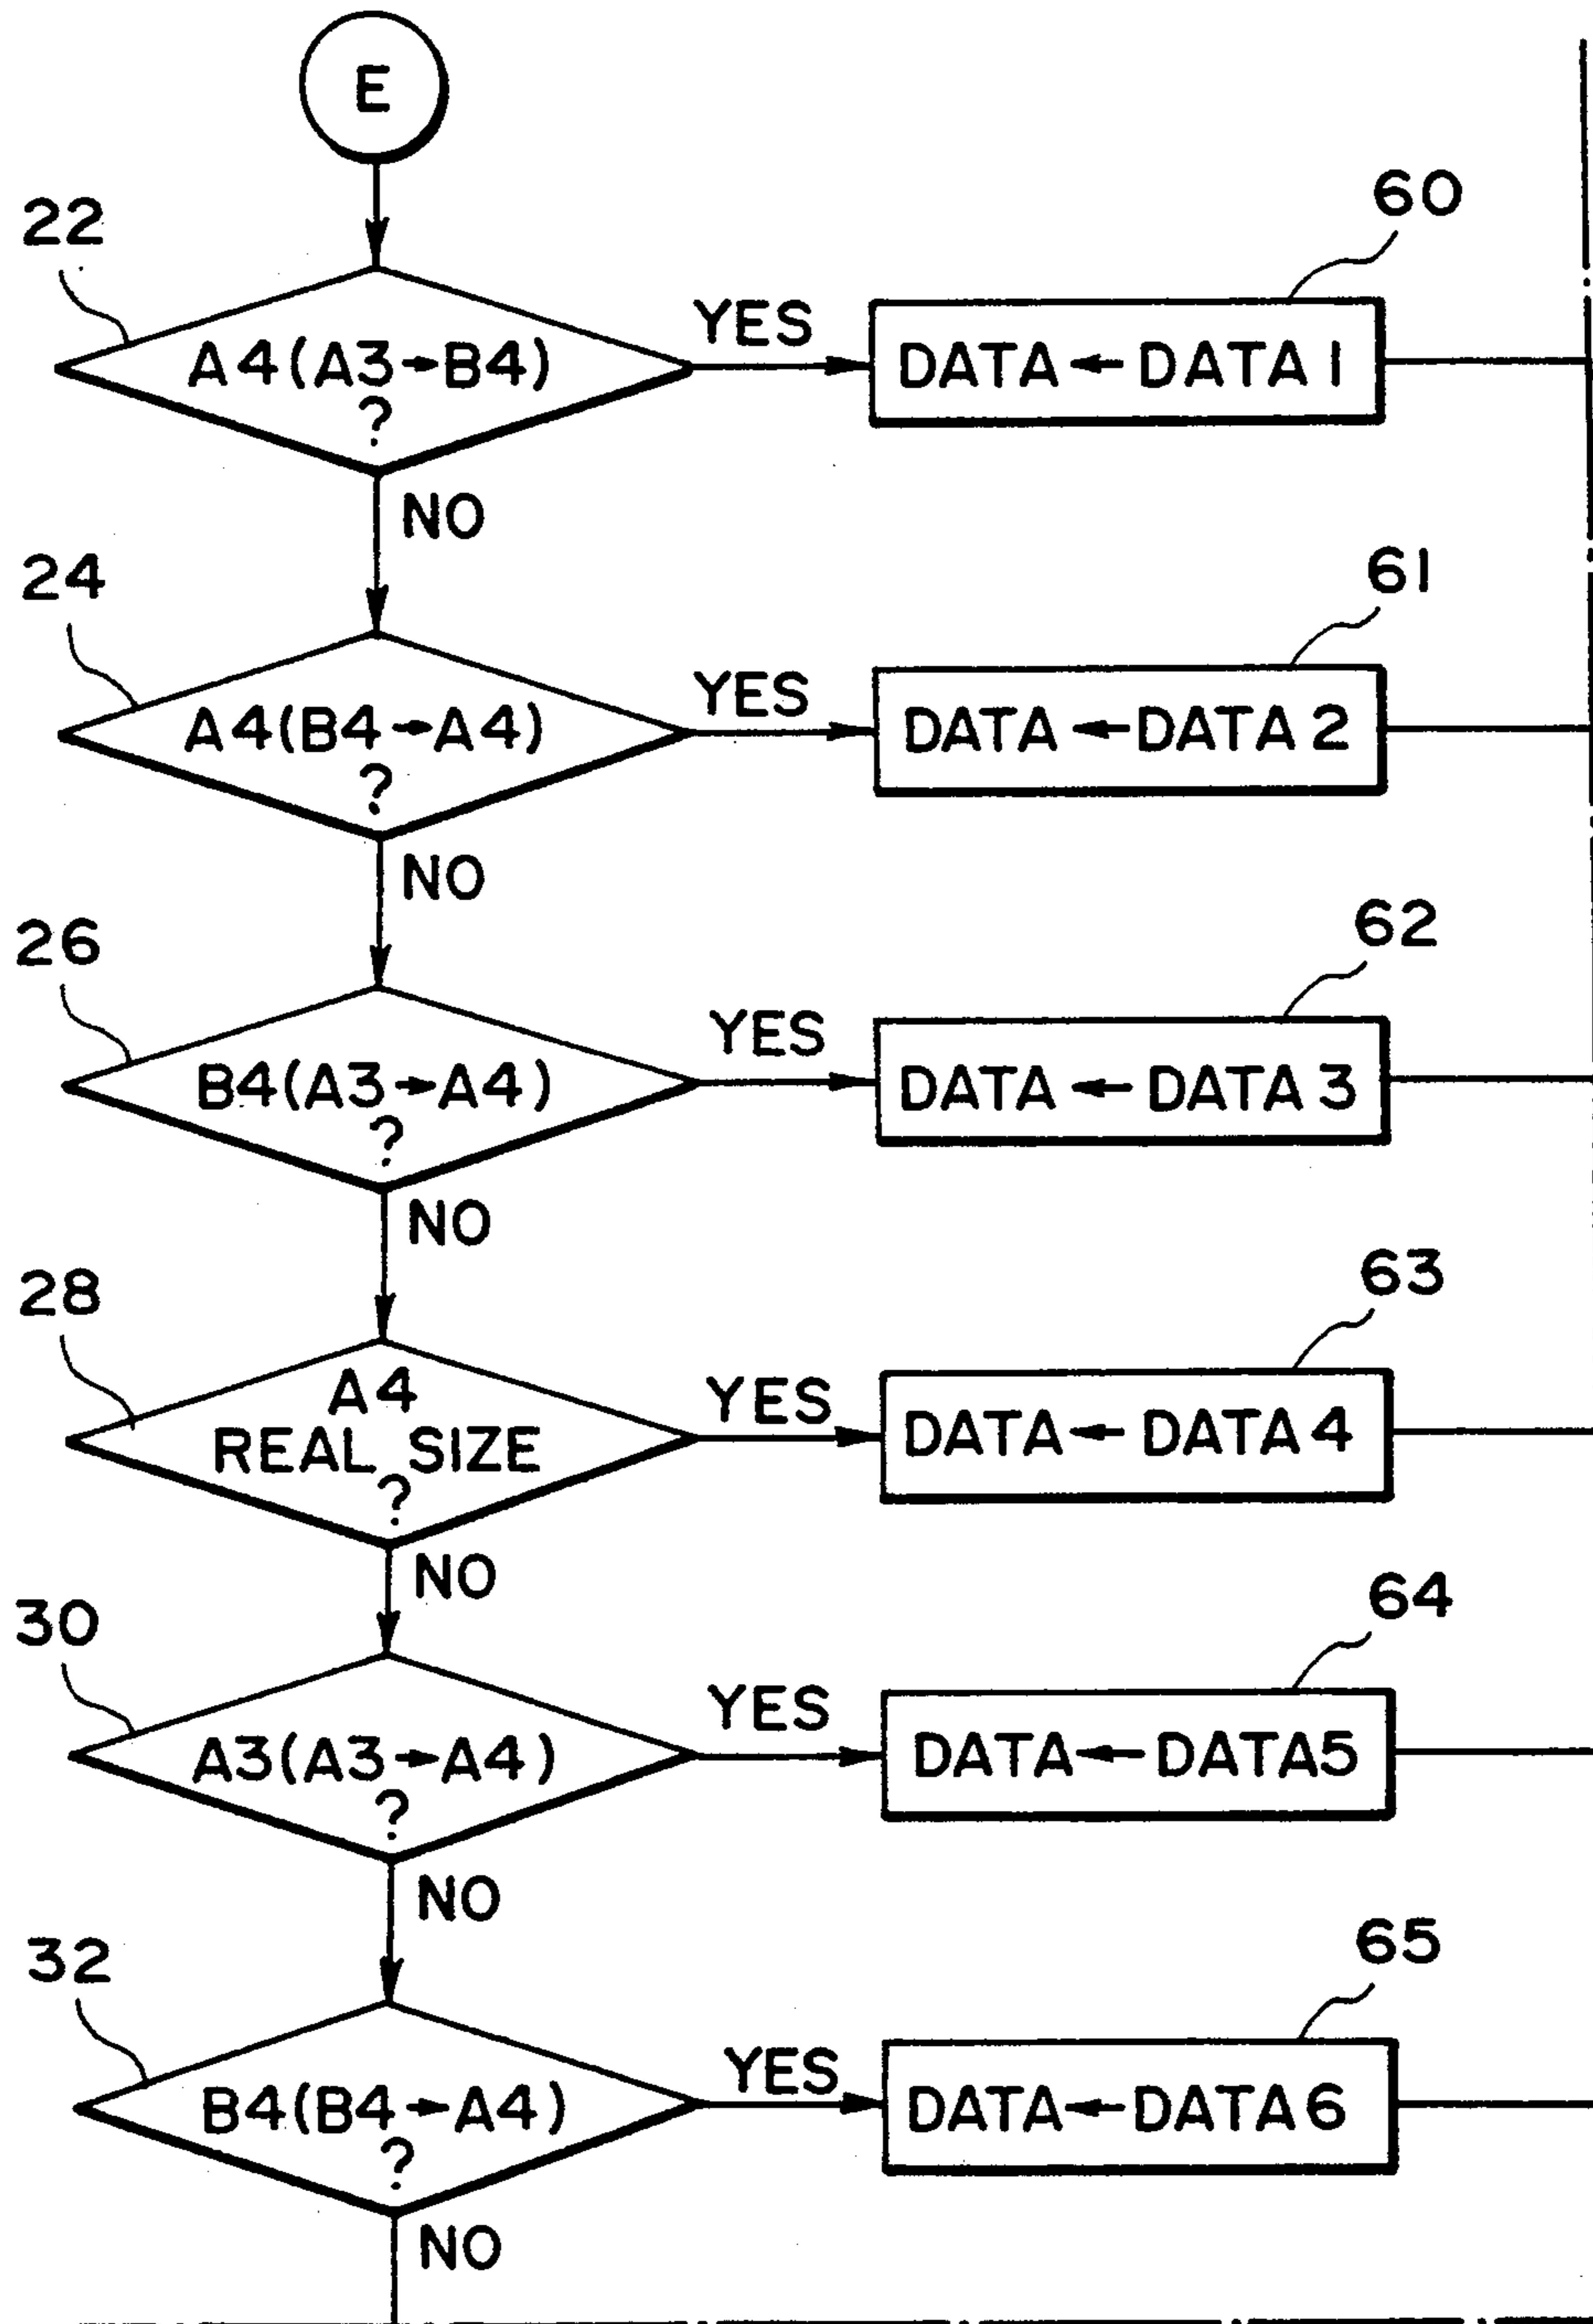 E
22
60
A4(A3→B4)
?
YES
DATA ← DATA 1
NO
24
61
A4(B4→A4)
?
YES
DATA ← DATA 2
NO
26
62
B4(A3→A4)
?
YES
DATA ← DATA 3
NO
28
63
A4
REAL SIZE
?
YES
DATA ← DATA 4
NO
30
64
A3(A3→A4)
?
YES
DATA ← DATA5
NO
32
65
B4(B4→A4)
?
YES
DATA ← DATA 6
NO